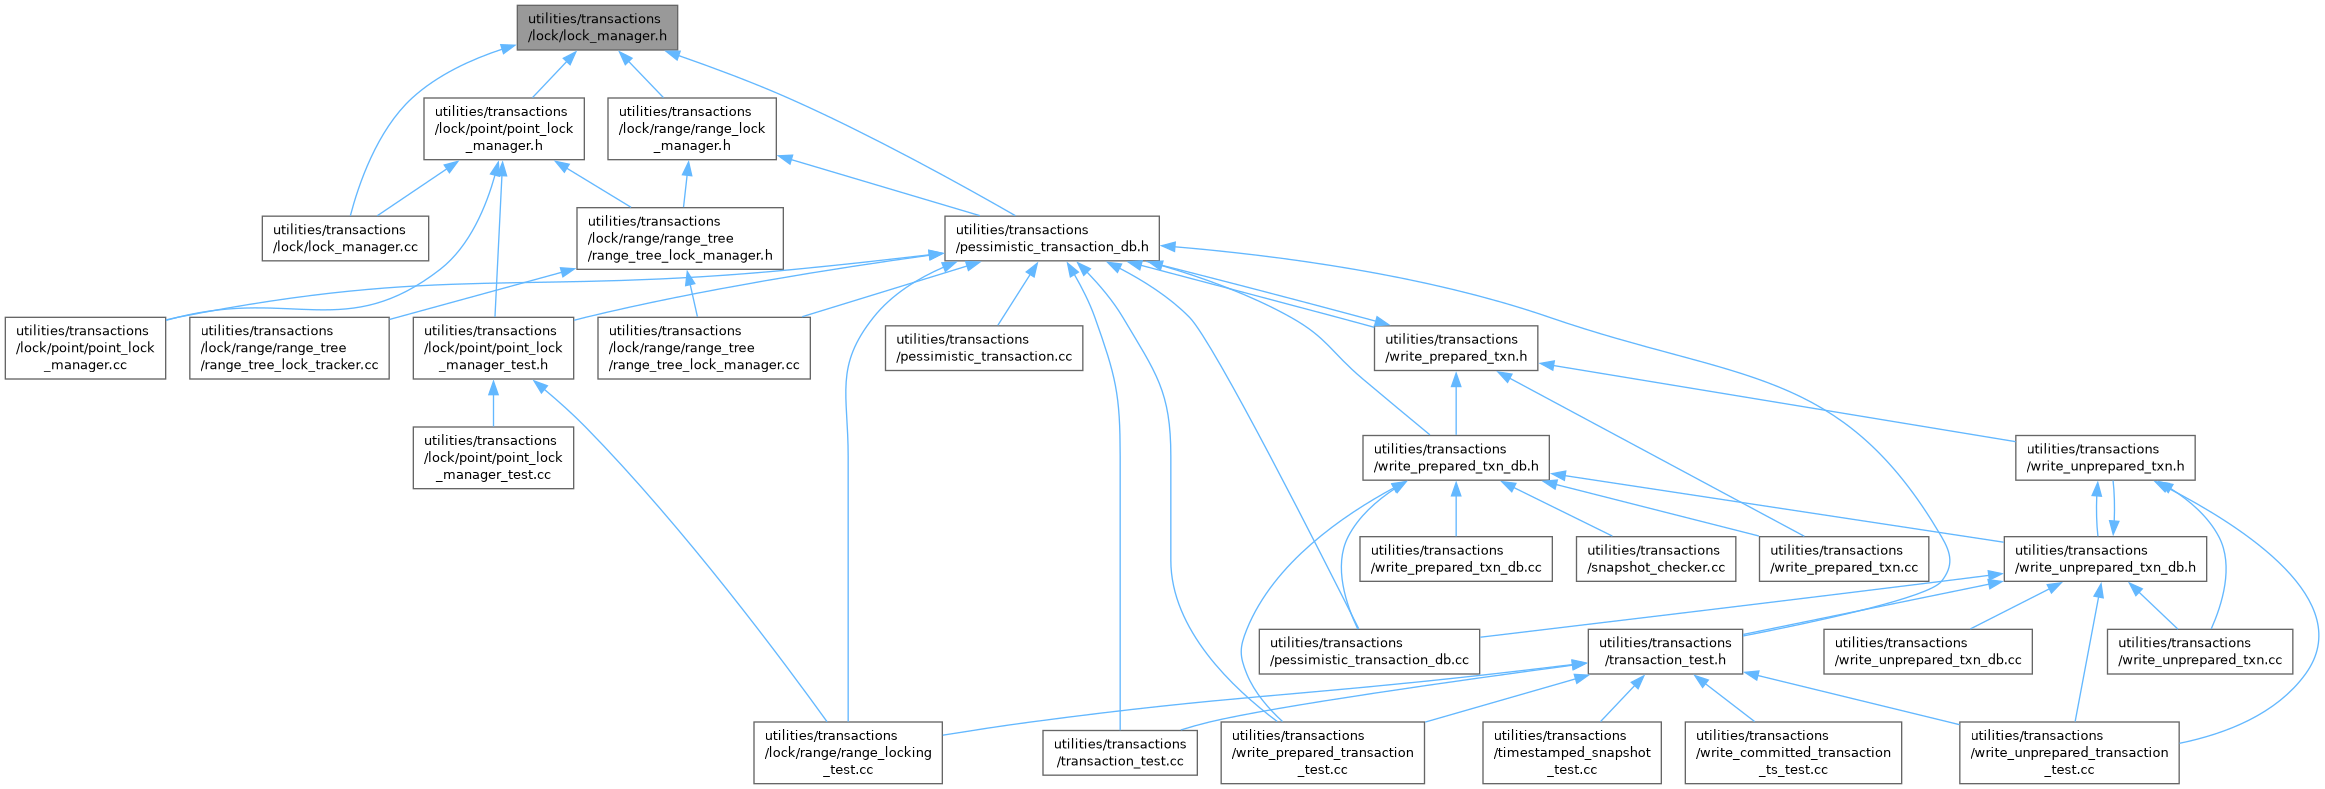 utilities/transactions
/lock/lock_manager.h
utilities/transactions
/lock/point/point_lock
_manager.h
utilities/transactions
/lock/range/range_lock
_manager.h
utilities/transactions
/lock/lock_manager.cc
utilities/transactions
/lock/range/range_tree
/range_tree_lock_manager.h
utilities/transactions
/pessimistic_transaction_db.h
utilities/transactions
/lock/point/point_lock
_manager.cc
utilities/transactions
/lock/range/range_tree
/range_tree_lock_tracker.cc
utilities/transactions
/lock/point/point_lock
_manager_test.h
utilities/transactions
/lock/range/range_tree
/range_tree_lock_manager.cc
utilities/transactions
/pessimistic_transaction.cc
utilities/transactions
/write_prepared_txn.h
utilities/transactions
/lock/point/point_lock
_manager_test.cc
utilities/transactions
/write_prepared_txn_db.h
utilities/transactions
/write_unprepared_txn.h
utilities/transactions
/write_prepared_txn_db.cc
utilities/transactions
/snapshot_checker.cc
utilities/transactions
/write_prepared_txn.cc
utilities/transactions
/write_unprepared_txn_db.h
utilities/transactions
/pessimistic_transaction_db.cc
utilities/transactions
/transaction_test.h
utilities/transactions
/write_unprepared_txn_db.cc
utilities/transactions
/write_unprepared_txn.cc
utilities/transactions
/lock/range/range_locking
_test.cc
utilities/transactions
/transaction_test.cc
utilities/transactions
/write_prepared_transaction
_test.cc
utilities/transactions
/timestamped_snapshot
_test.cc
utilities/transactions
/write_committed_transaction
_ts_test.cc
utilities/transactions
/write_unprepared_transaction
_test.cc